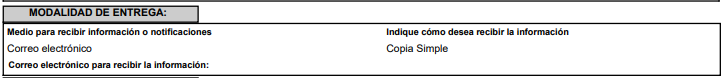 MODALIDAD DE ENTREGA:
Medio para recibir información o notificaciones
Indique cómo desea recibir la información
Correo electrónico
Copia Simple
Correo electrónico para recibir la información: